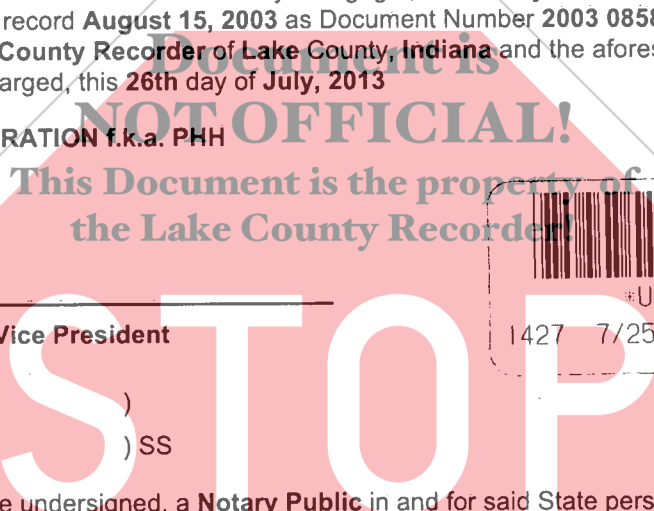 record August 15, 2003 as Document Number 2003 0858
County Recorder of Lake County, Indiana and the afores
Document is
arged, this 26th day of July, 2013
NOT OFFICIAL!
RATION f.k.a. PHH
This Document is the property of
the Lake County Recorder!
*U
Vice President
1427 7/25
)
) SS
STOP
e undersigned, a Notary Public in and for said State pers